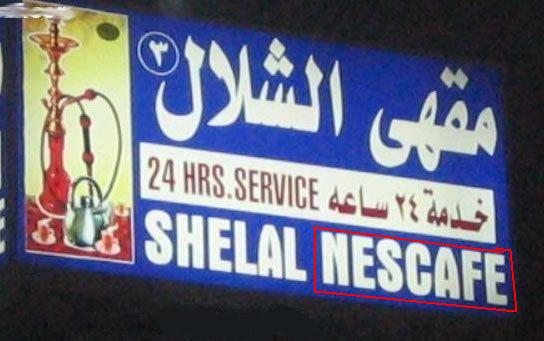 مقهى الشلال ٣
خدمة ٢٤ ساعه 24 HRS.SERVICE
SHELAL NESCAFE